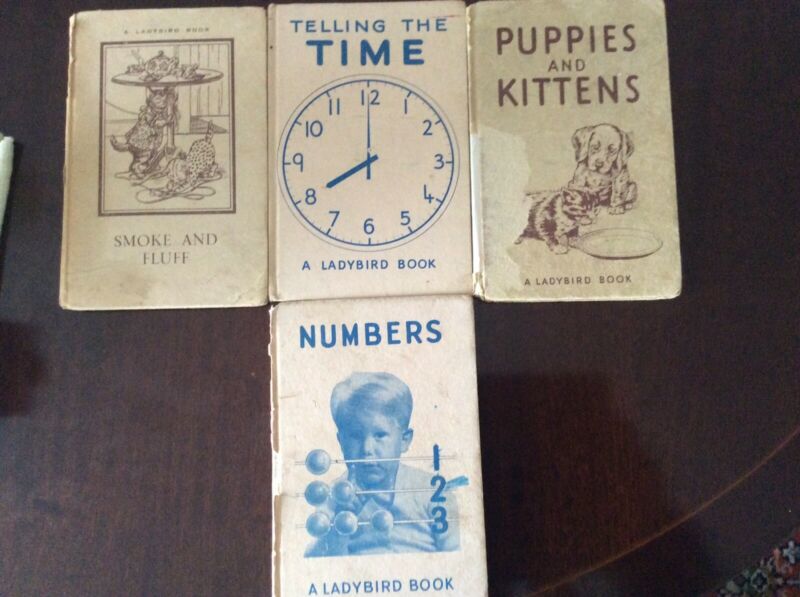 A LADYBIRD BOOK
SMOKE AND
FLUFF
TELLING THE
TIME
12
11
1
10
2
9
3
8
4
7
5
6
A LADYBIRD BOOK
PUPPIES
AND
KITTENS
A LADYBIRD BOOK
NUMBERS
1
2
3
A LADYBIRD BOOK